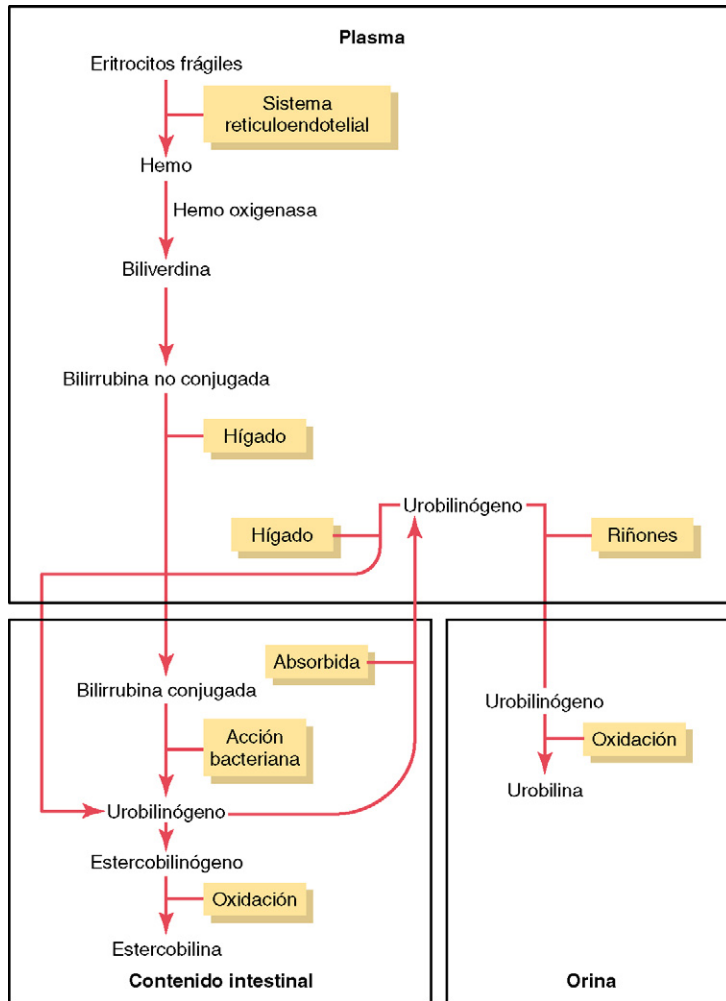 Plasma
Eritrocitos frágiles
Sistema
reticuloendotelial
Hemo
Hemo oxigenasa
Biliverdina
Bilirrubina no conjugada
Hígado
Urobilinógeno
Hígado
Riñones
Absorbida
Bilirrubina conjugada
Acción
bacteriana
Urobilinógeno
Estercobilinógeno
Oxidación
Estercobilina
Contenido intestinal
Urobilinógeno
Oxidación
Urobilina
Orina